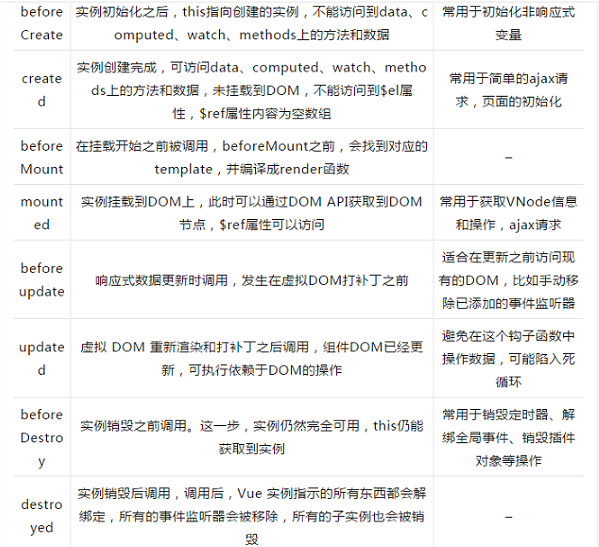 before
Create
实例初始化之后，this指向创建的实例，不能访问到data、c
omputed、watch、methods上的方法和数据
常用于初始化非响应式
变量
create
d
实例创建完成，可访问data、computed、watch、metho
ds上的方法和数据，未挂载到DOM，不能访问到$el属
性，$ref属性内容为空数组
常用于简单的ajax请
求，页面的初始化
before
Mount
在挂载开始之前被调用，beforeMount之前，会找到对应的
template，并编译成render函数
–
mount
ed
实例挂载到DOM上，此时可以通过DOM API获取到DOM
节点，$ref属性可以访问
常用于获取VNode信息
和操作，ajax请求
before
update
响应式数据更新时调用，发生在虚拟DOM打补丁之前
适合在更新之前访问现
有的DOM，比如手动移
除已添加的事件监听器
update
d
虚拟 DOM 重新渲染和打补丁之后调用，组件DOM已经更
新，可执行依赖于DOM的操作
避免在这个钩子函数中
操作数据，可能陷入死
循环
before
Destro
y
实例销毁之前调用。这一步，实例仍然完全可用，this仍能
获取到实例
常用于销毁定时器、解
绑全局事件、销毁插件
对象等操作
destro
yed
实例销毁后调用，调用后，Vue 实例指示的所有东西都会解
绑定，所有的事件监听器会被移除，所有的子实例也会被销
毁
–